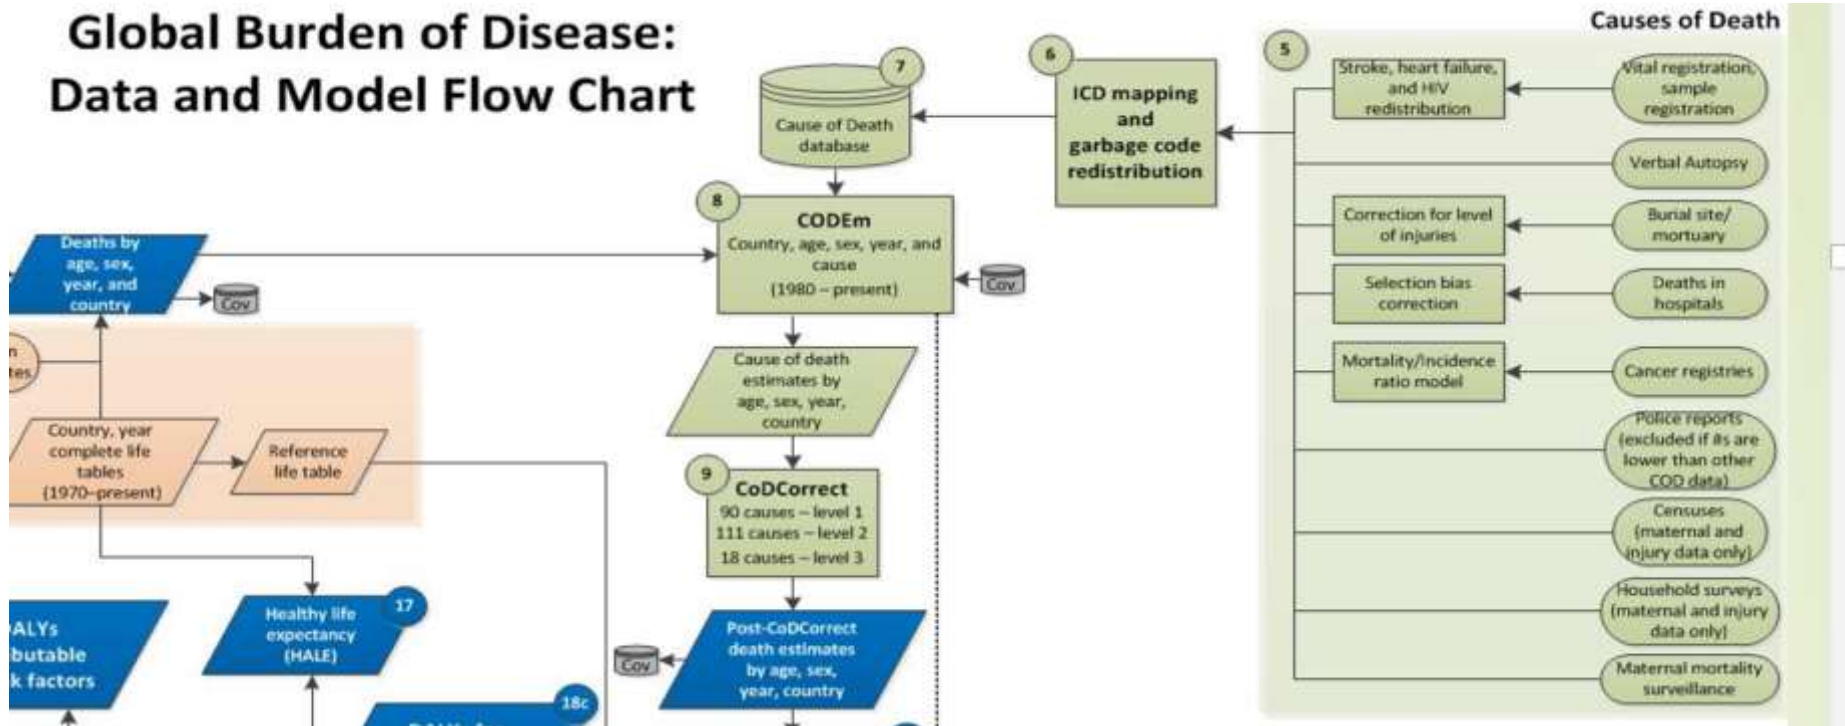 Global Burden of Disease:
Data and Model Flow Chart
Causes of Death
5
Stroke, heart failure,
and HIV
redistribution
Vital registration,
sample
registration
Verbal Autopsy
Correction for level
of injuries
Burial site/
mortuary
Selection bias
correction
Deaths in
hospitals
Mortality/Incidence
ratio model
Cancer registries
Police reports
(excluded if #s are
lower than other
COD data)
Censuses
(maternal and
injury data only)
Household surveys
(maternal and injury
data only)
Maternal mortality
surveillance
6
ICD mapping
and
garbage code
redistribution
7
Cause of Death
database
8
CODEm
Country, age, sex, year, and
cause
(1980 – present)
Cov
Deaths by
age, sex,
year, and
country
Cov
Cause of death
estimates by
age, sex, year,
country
9
CoDCorrect
90 causes – level 1
111 causes – level 2
18 causes – level 3
Post-CoDCorrect
death estimates
by age, sex,
year, country
Cov
Country, year
complete life
tables
(1970–present)
Reference
life table
17
Healthy life
expectancy
(HALE)
ALYs
butable
k factors
18c